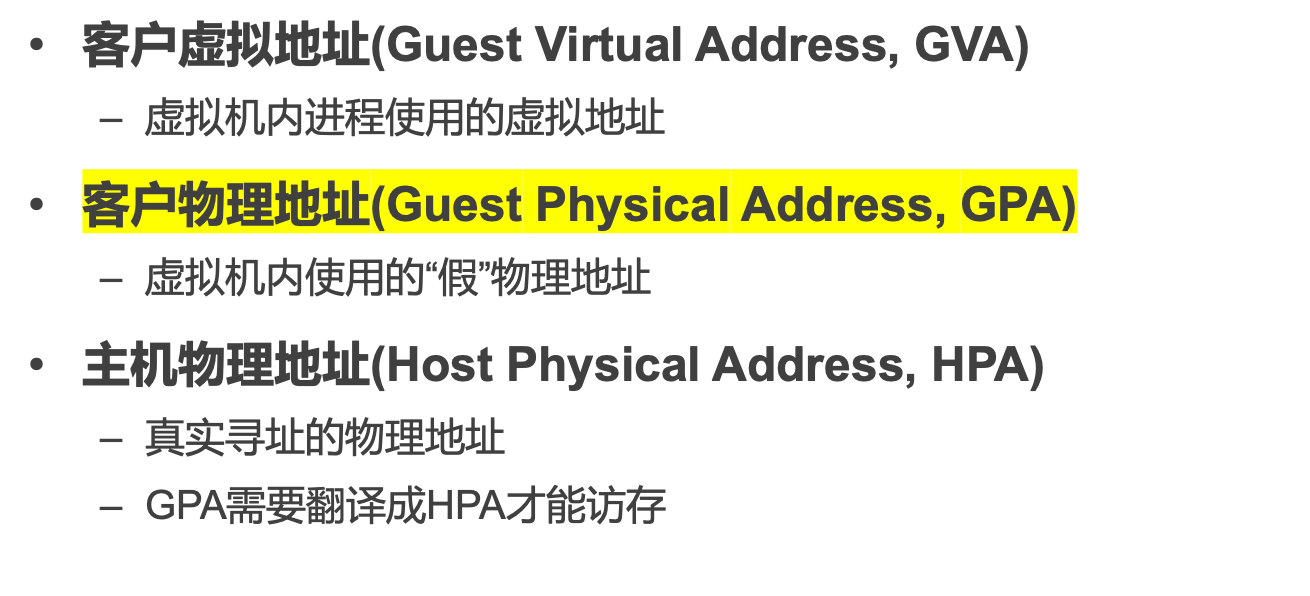 • 客户虚拟地址(Guest Virtual Address, GVA)
– 虚拟机内进程使用的虚拟地址
• 客户物理地址(Guest Physical Address, GPA)
– 虚拟机内使用的“假”物理地址
• 主机物理地址(Host Physical Address, HPA)
– 真实寻址的物理地址
– GPA需要翻译成HPA才能访存